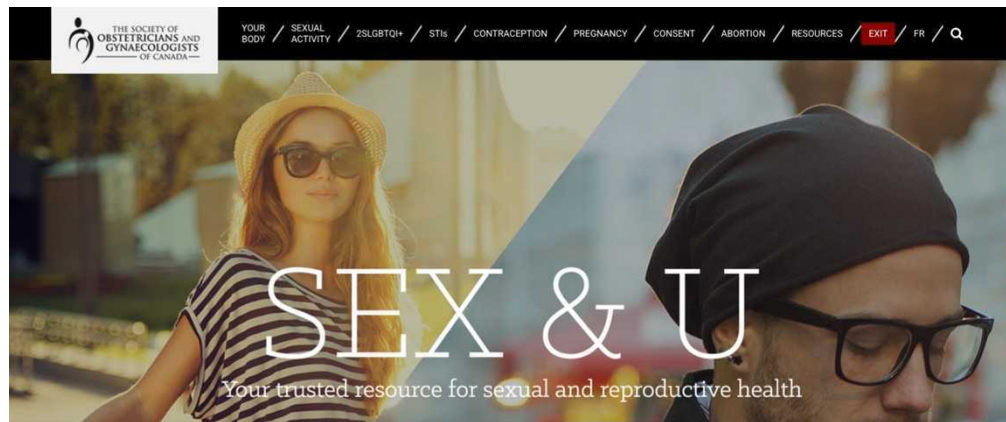 THE SOCIETY OF
OBSTETRICIANS AND
GYNAECOLOGISTS
OF CANADA
YOUR BODY / SEXUAL ACTIVITY / 2SLGBTQI+ / STIs / CONTRACEPTION / PREGNANCY / CONSENT / ABORTION / RESOURCES / EXIT / FR /
SEX & U
Your trusted resource for sexual and reproductive health